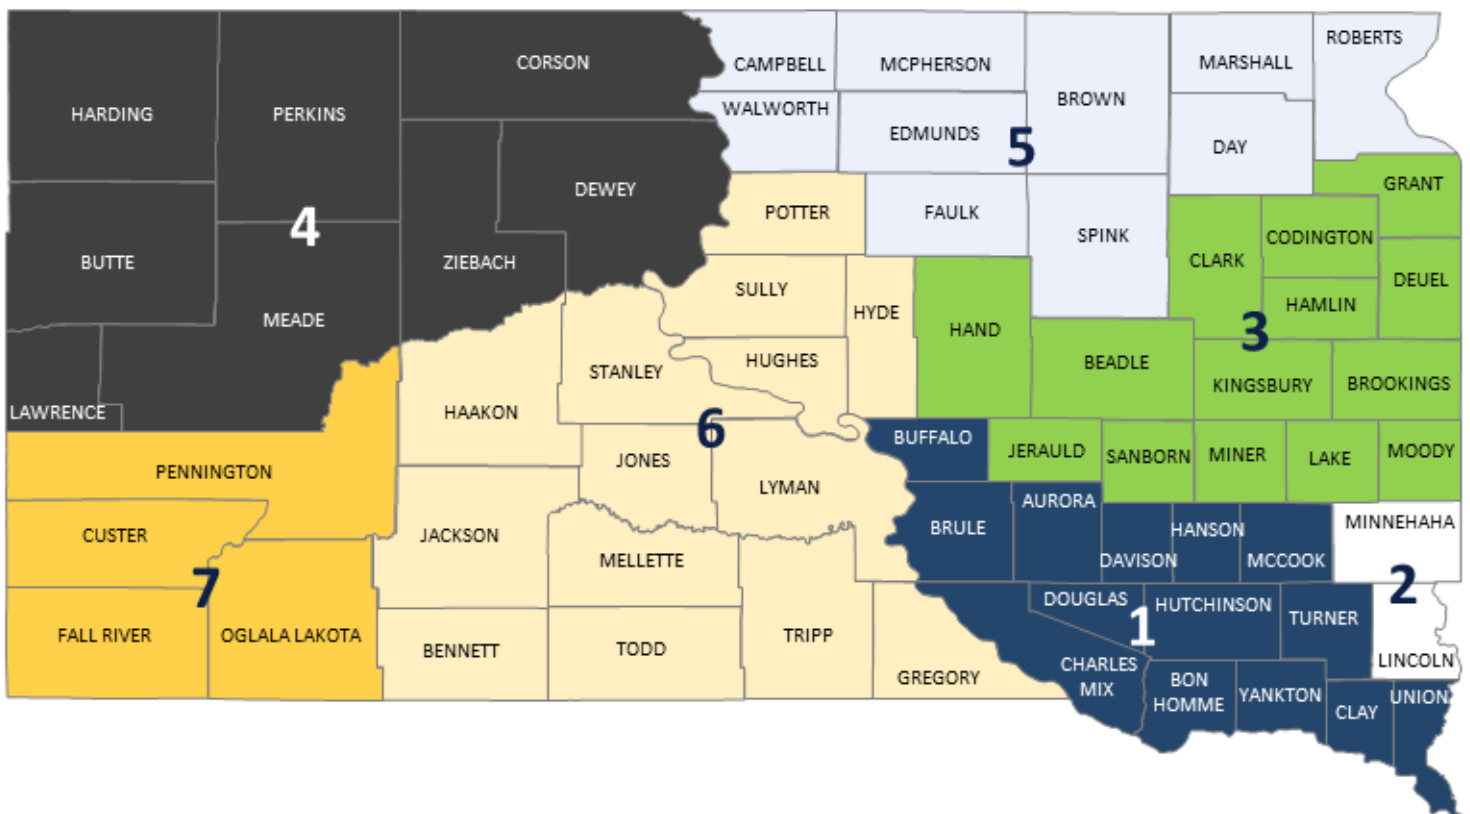 ROBERTS
CORSON
CAMPBELL
MCPHERSON
MARSHALL
BROWN
HARDING
PERKINS
WALWORTH
EDMUNDS
5
DAY
DEWEY
GRANT
POTTER
FAULK
4
SPINK
CODINGTON
BUTTE
ZIEBACH
CLARK
DEUEL
SULLY
HAMLIN
MEADE
HYDE
HAND
3
STANLEY
HUGHES
BEADLE
KINGSBURY
BROOKINGS
LAWRENCE
HAAKON
6
BUFFALO
JERAULD
SANBORN
MINER
LAKE
MOODY
PENNINGTON
JONES
LYMAN
AURORA
CUSTER
JACKSON
BRULE
HANSON
MINNEHAHA
MELLETTE
DAVISON
MCCOOK
7
2
DOUGLAS
HUTCHINSON
TURNER
FALL RIVER
OGLALA LAKOTA
BENNETT
TODD
TRIPP
1
GREGORY
CHARLES
MIX
BON
HOMME
YANKTON
LINCOLN
CLAY
UNION